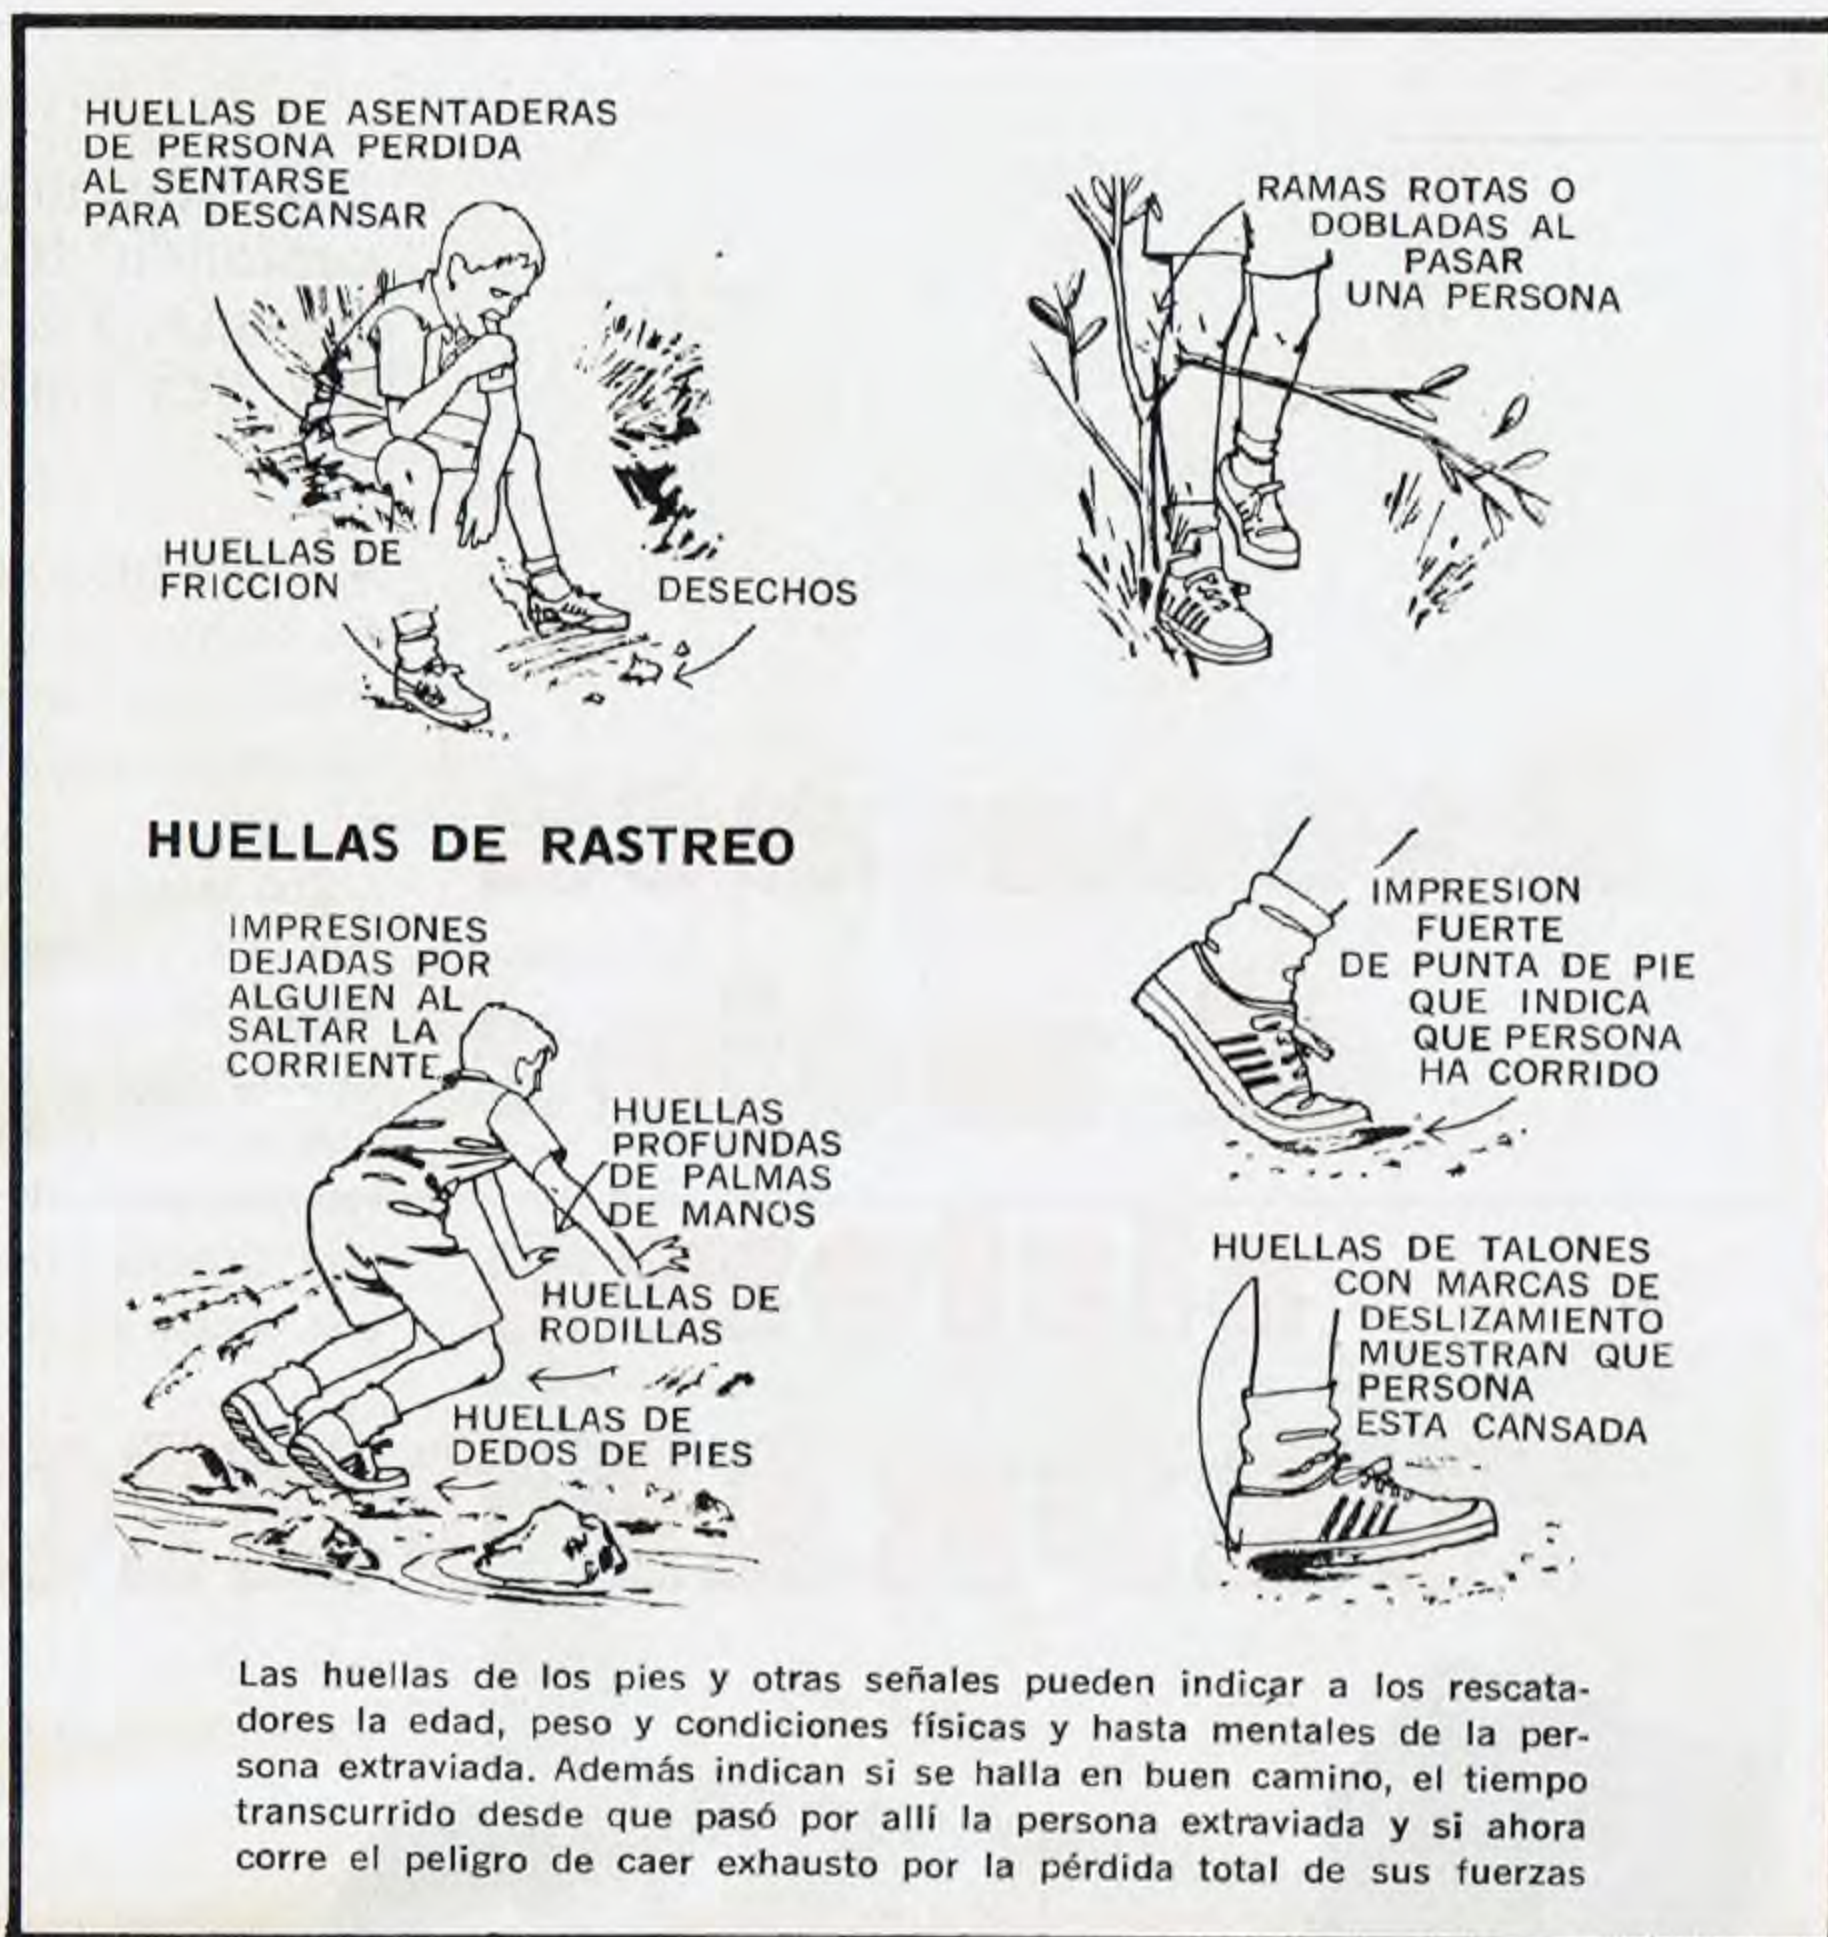 HUELLAS DE ASENTADERAS
DE PERSONA PERDIDA
AL SENTARSE
PARA DESCANSAR
HUELLAS DE
FRICCION
DESECHOS
RAMAS ROTAS O
DOBLADAS AL
PASAR
UNA PERSONA
HUELLAS DE RASTREO
IMPRESIONES
DEJADAS POR
ALGUIEN AL
SALTAR LA
CORRIENTE
HUELLAS
PROFUNDAS
DE PALMAS
DE MANOS
HUELLAS DE
RODILLAS
HUELLAS DE
DEDOS DE PIES
IMPRESION
FUERTE
DE PUNTA DE PIE
QUE INDICA
QUE PERSONA
HA CORRIDO
HUELLAS DE TALONES
CON MARCAS DE
DESLIZAMIENTO
MUESTRAN QUE
PERSONA
ESTA CANSADA
Las huellas de los pies y otras señales pueden indicar a los rescata-
dores la edad, peso y condiciones físicas y hasta mentales de la per-
sona extraviada. Además indican si se halla en buen camino, el tiempo
transcurrido desde que pasó por allí la persona extraviada y si ahora
corre el peligro de caer exhausto por la pérdida total de sus fuerzas